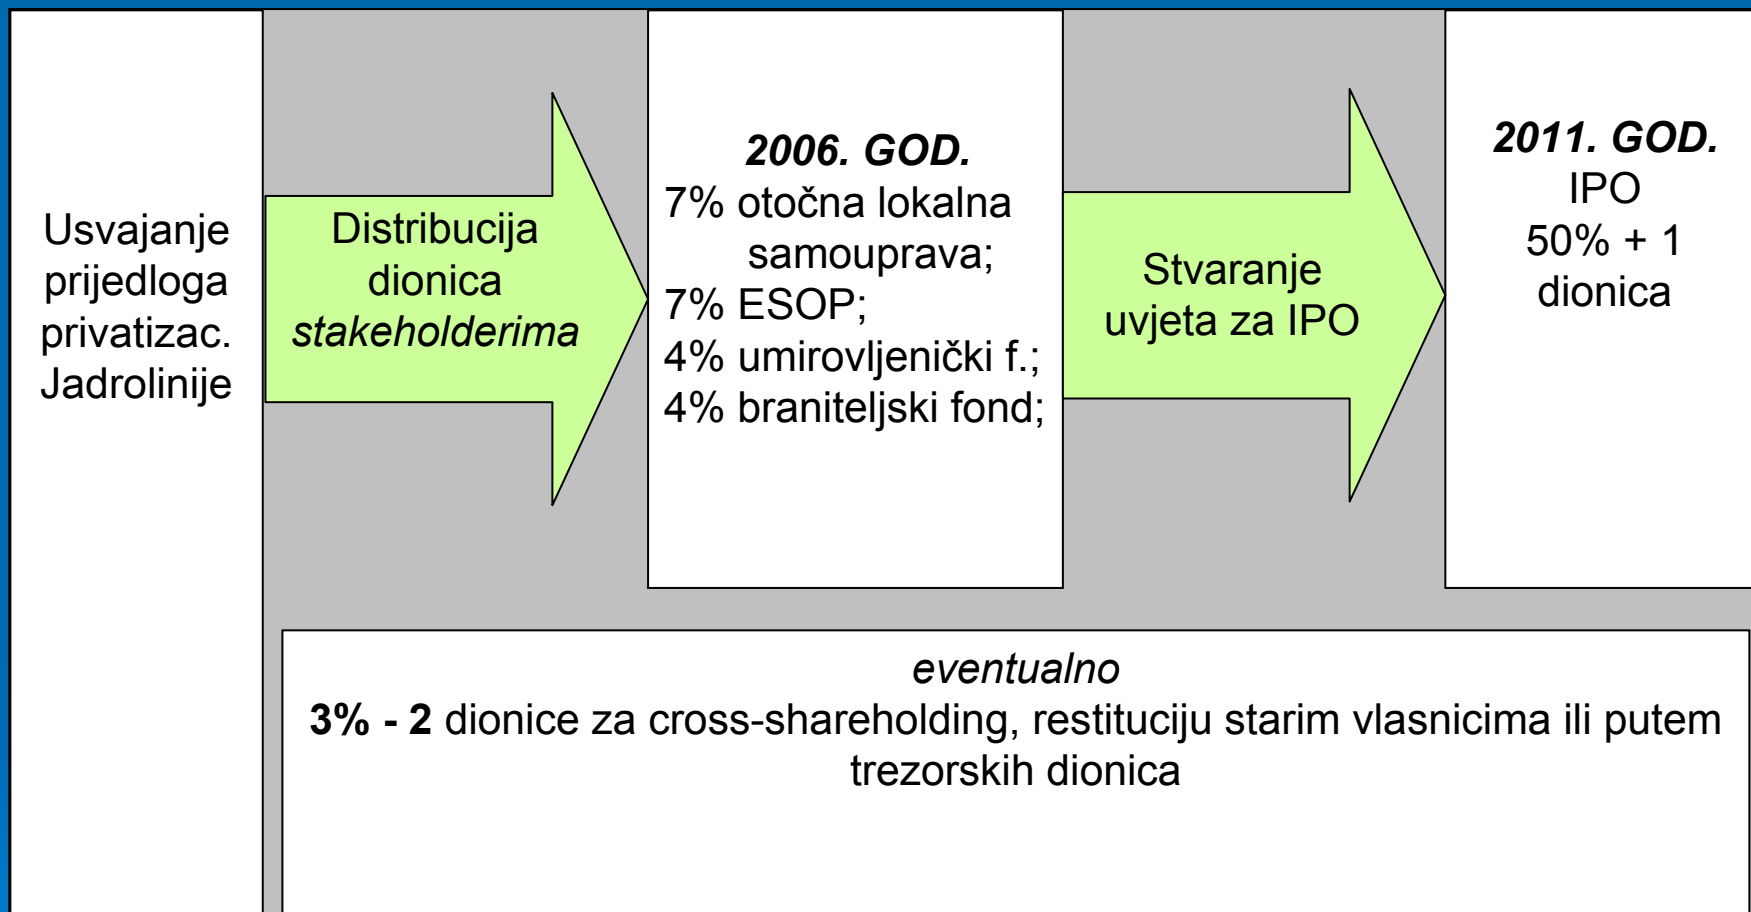 Usvajanje
prijedloga
privatizac.
Jadrolinije
Distribucija
dionica
stakeholderima
2006. GOD.
7% otočna lokalna
samouprava;
7% ESOP;
4% umirovljenički f.;
4% braniteljski fond;
Stvaranje
uvjeta za IPO
2011. GOD.
IPO
50% + 1
dionica
eventualno
3% - 2 dionice za cross-shareholding, restituciju starim vlasnicima ili putem
trezorskih dionica